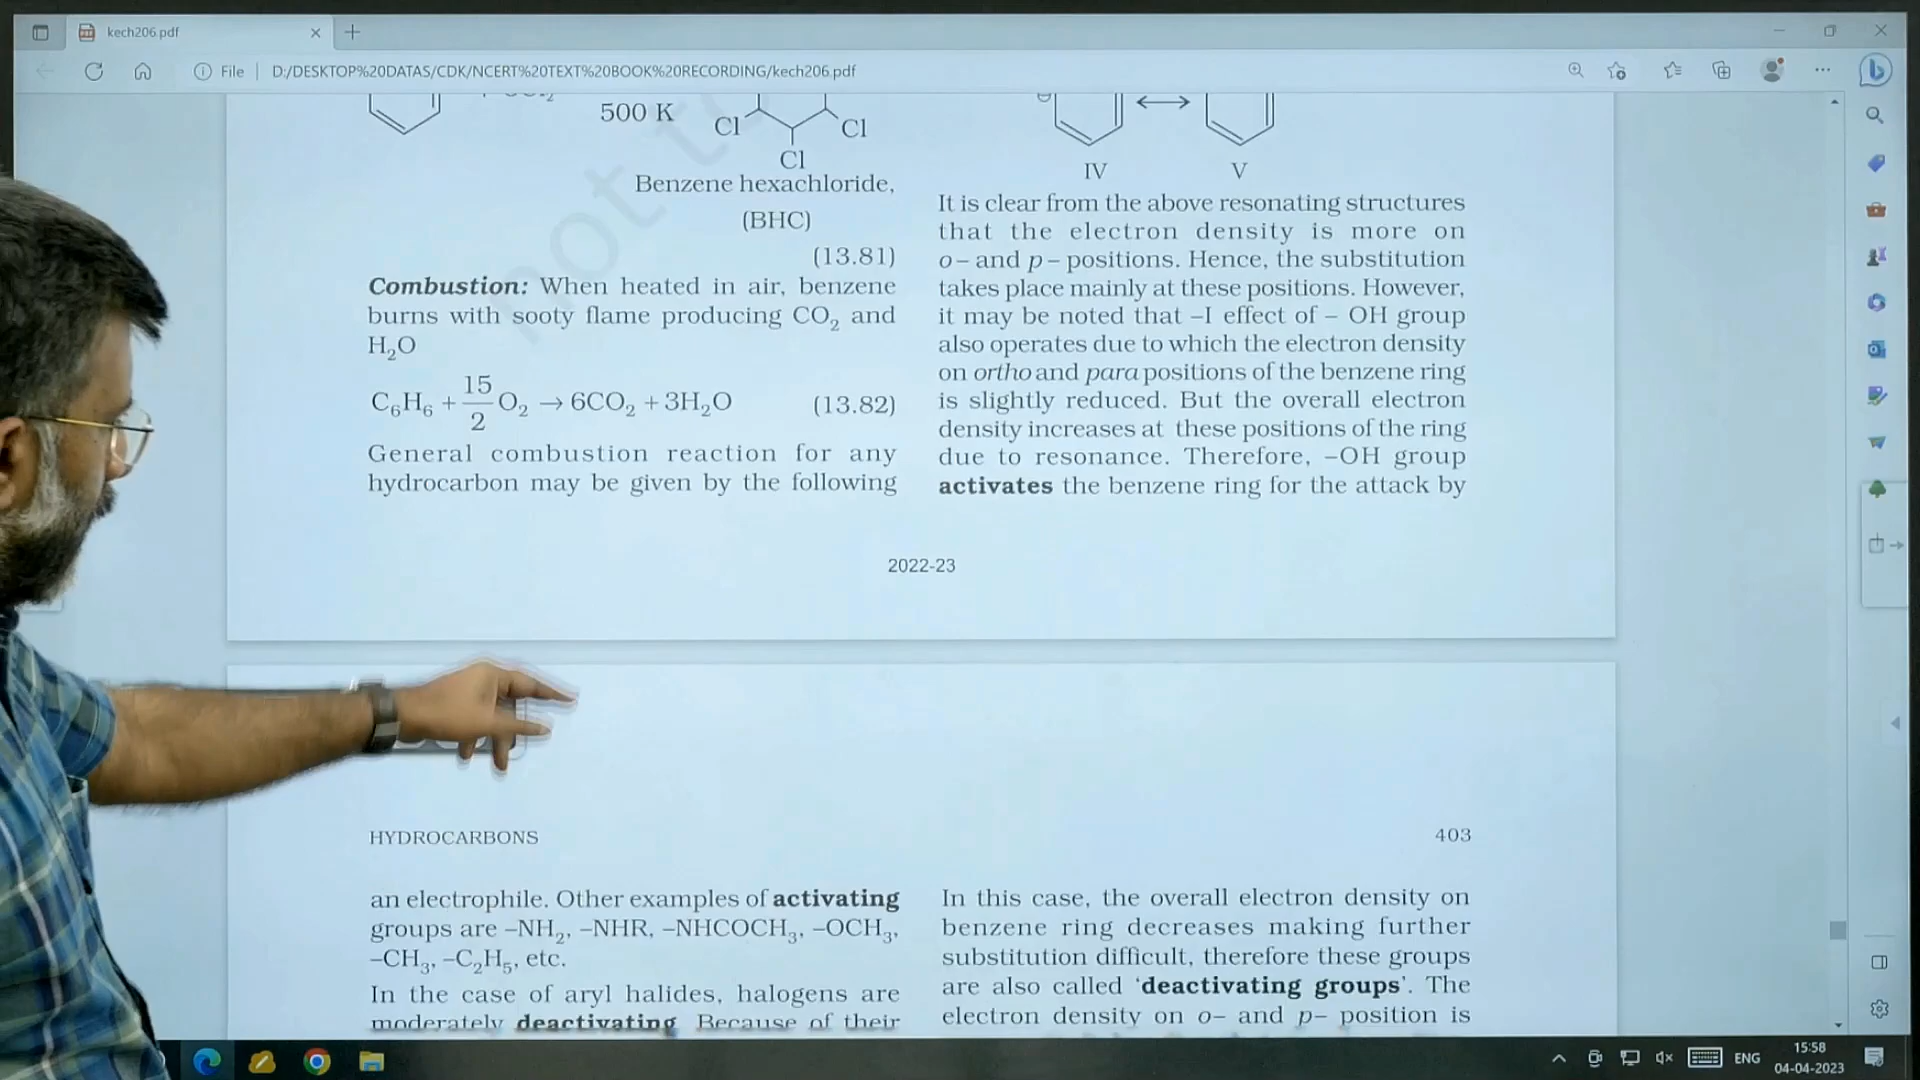 kech206.pdf
File
D:/DESKTOP%20DATAS/CDK/NCERT%20TEXT%20BOOK%20RECORDING/kech206.pdf
500 K
Cl
Cl
Cl
Benzene hexachloride,
(BHC)
(13.81)
Combustion: When heated in air, benzene
burns with sooty flame producing CO₂ and
H₂O
C₆H₆ + 15/2 O₂ → 6CO₂ + 3H₂O (13.82)
General combustion reaction for any
hydrocarbon may be given by the following
IV V
It is clear from the above resonating structures
that the electron density is more on
o– and p– positions. Hence, the substitution
takes place mainly at these positions. However,
it may be noted that –I effect of – OH group
also operates due to which the electron density
on ortho and para positions of the benzene ring
is slightly reduced. But the overall electron
density increases at these positions of the ring
due to resonance. Therefore, –OH group
activates the benzene ring for the attack by
2022-23
HYDROCARBONS
403
an electrophile. Other examples of activating
groups are –NH₂, –NHR, –NHCOCH₃, –OCH₃,
–CH₃, –C₂H₅, etc.
In the case of aryl halides, halogens are
moderately deactivating. Because of their
In this case, the overall electron density on
benzene ring decreases making further
substitution difficult, therefore these groups
are also called 'deactivating groups'. The
electron density on o– and p– position is
not t
ENG
15:58
04-04-2023